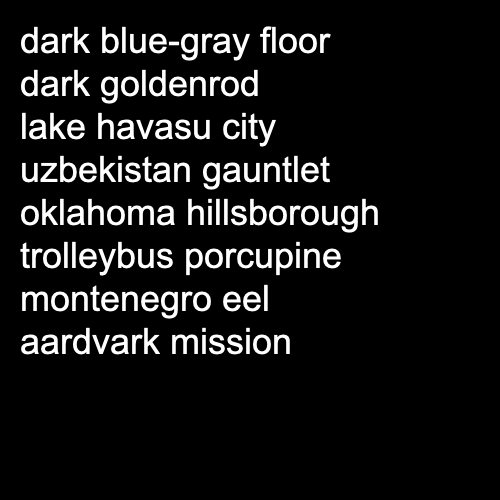 dark blue-gray floor
dark goldenrod
lake havasu city
uzbekistan gauntlet
oklahoma hillsborough
trolleybus porcupine
montenegro eel
aardvark mission